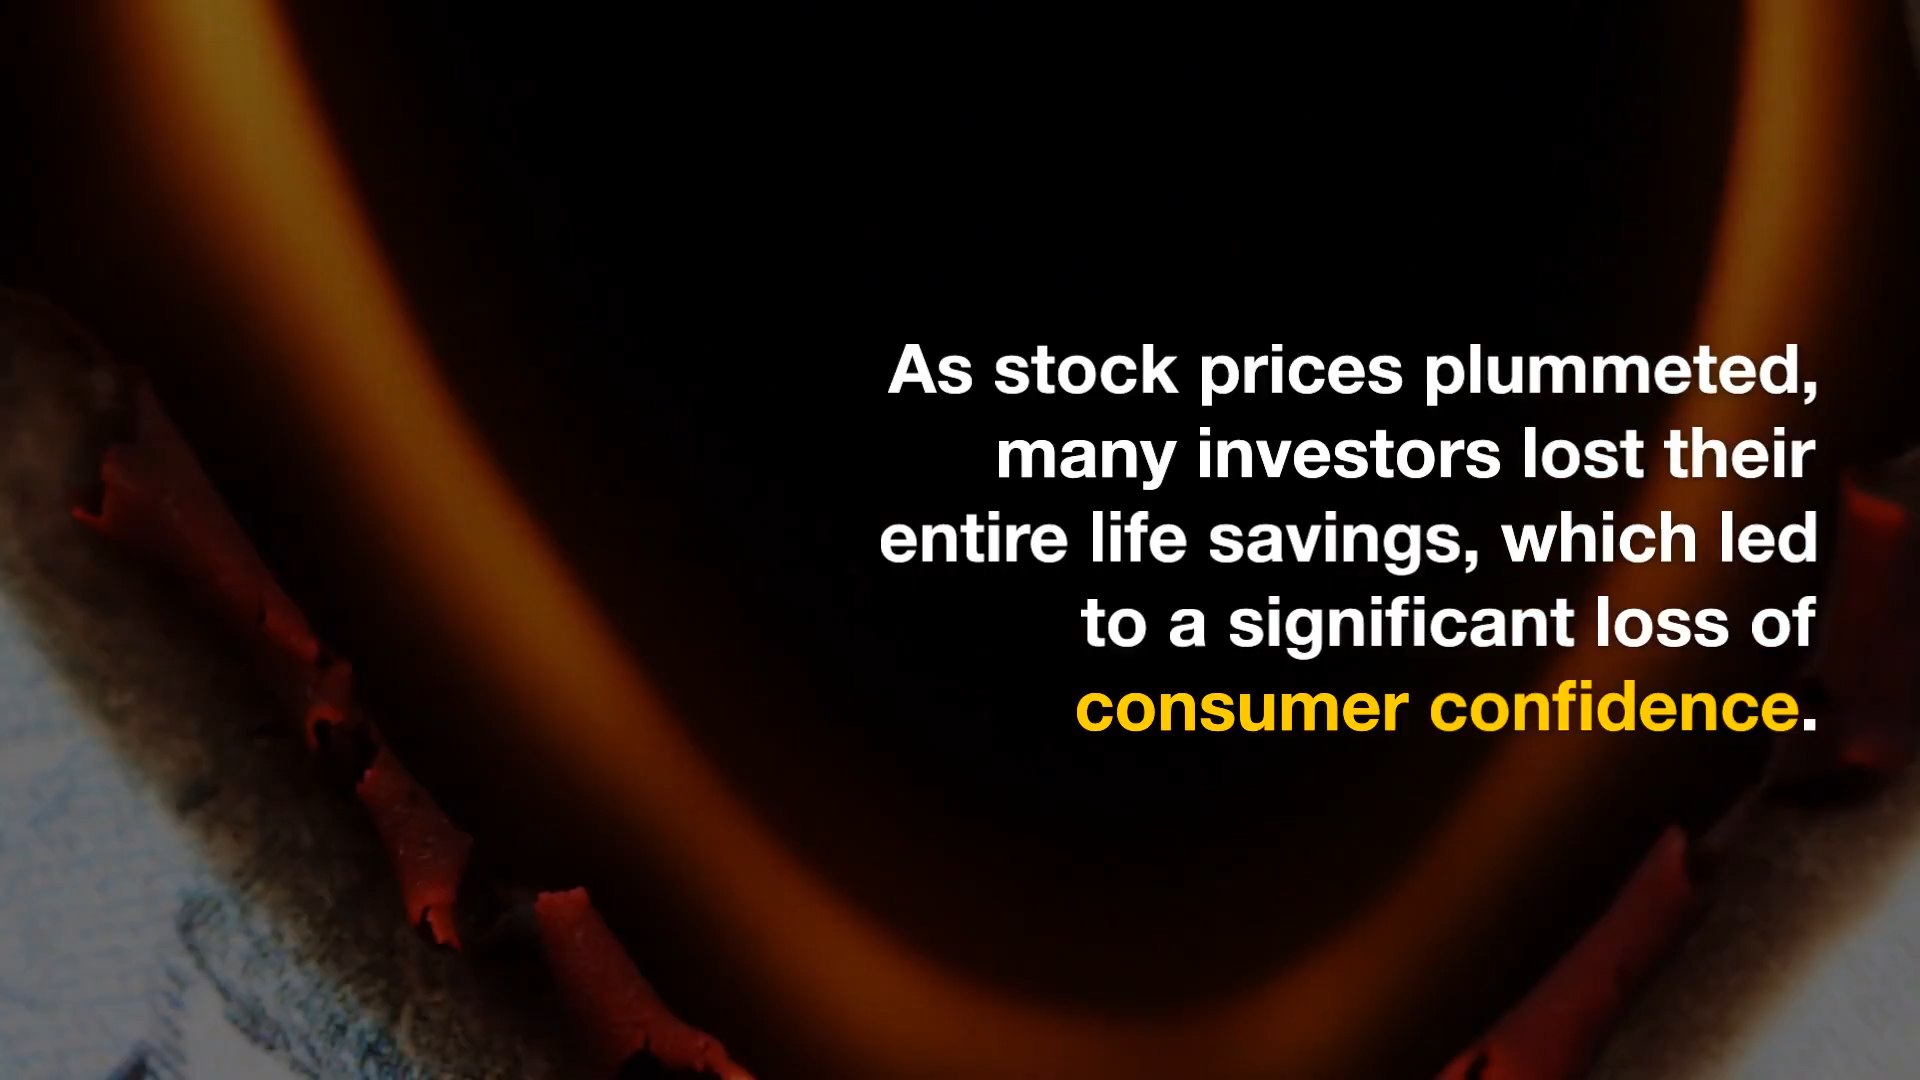 As stock prices plummeted,
many investors lost their
entire life savings, which led
to a significant loss of
consumer confidence.